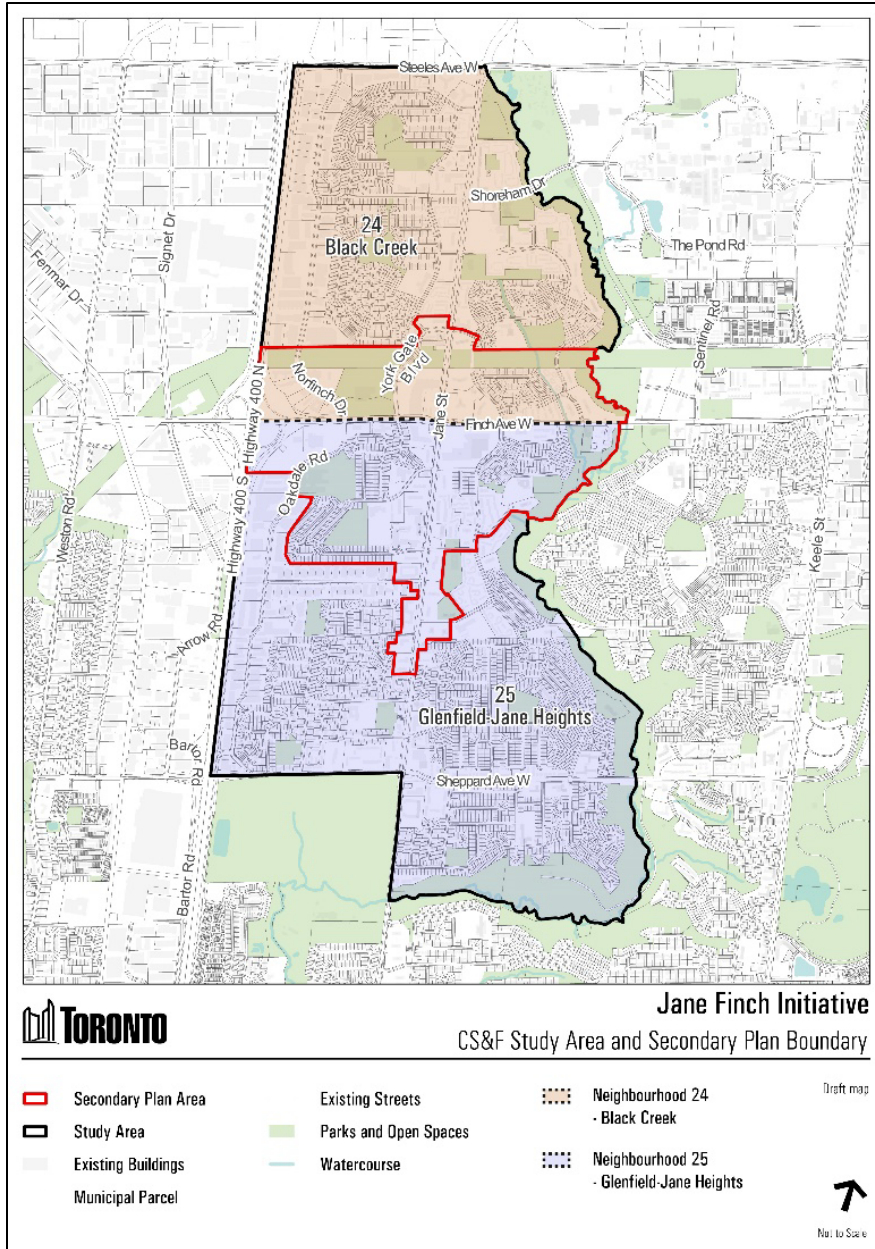 Steeles Ave W
Shoreham Dr
Signet Dr
24
Black Creek
The Pond Rd
Fenmar Dr
Sentinel Rd
York Gate
Blvd
Norfinch Dr
Highway 400 N
Jane St
Finch Ave W
Oakdale Rd
Highway 400 S
Weston Rd
Keele St
Arrow Rd
25
Glenfield-Jane Heights
Bartor Rd
Sheppard Ave W
Bartor Rd
TORONTO
Jane Finch Initiative
CS&F Study Area and Secondary Plan Boundary
Secondary Plan Area
Study Area
Existing Buildings
Municipal Parcel
Existing Streets
Parks and Open Spaces
Watercourse
Neighbourhood 24
- Black Creek
Neighbourhood 25
- Glenfield-Jane Heights
Draft map
Not to Scale